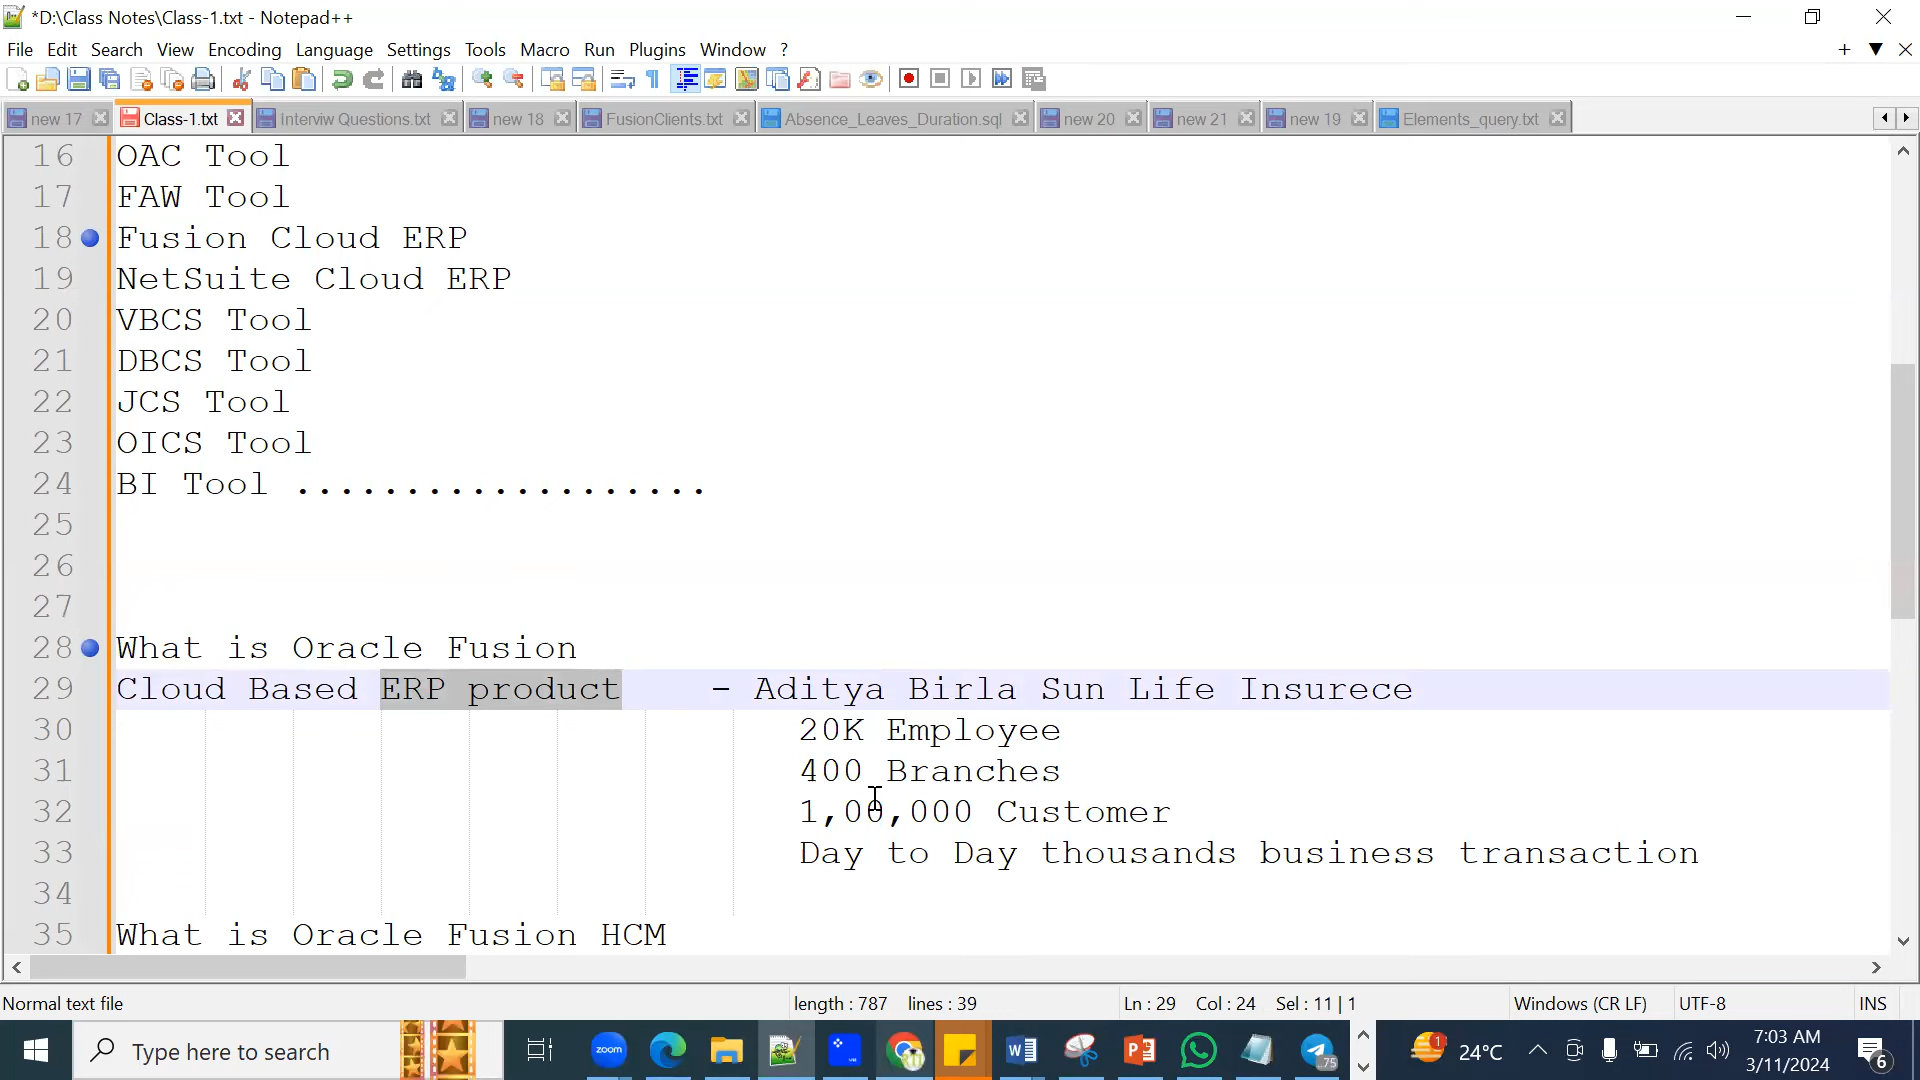 *D:\Class Notes\Class-1.txt - Notepad++
File Edit Search View Encoding Language Settings Tools Macro Run Plugins Window ?
new 17 Class-1.txt Interviw Questions.txt new 18 FusionClients.txt Absence_Leaves_Duration.sql new 20 new 21 new 19 Elements_query.txt
16 OAC Tool
17 FAW Tool
18 Fusion Cloud ERP
19 NetSuite Cloud ERP
20 VBCS Tool
21 DBCS Tool
22 JCS Tool
23 OICS Tool
24 BI Tool ...................
25
26
27
28 What is Oracle Fusion
29 Cloud Based ERP product - Aditya Birla Sun Life Insurece
30 20K Employee
31 400 Branches
32 1,00,000 Customer
33 Day to Day thousands business transaction
34
35 What is Oracle Fusion HCM
Normal text file length : 787 lines : 39 Ln : 29 Col : 24 Sel : 11 | 1 Windows (CR LF) UTF-8 INS
Type here to search zoom 75 1 24°C 7:03 AM 6
3/11/2024